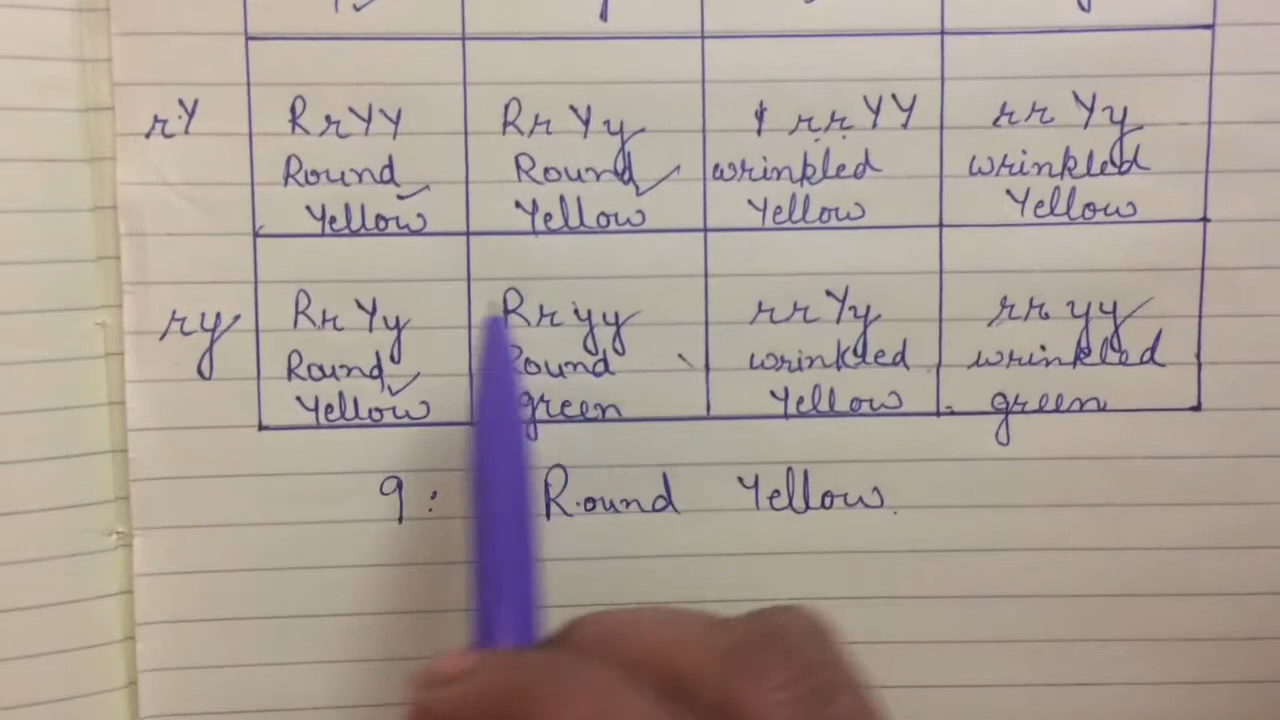 rY RrYY RrYy rrYY rrYy
Round Round wrinkled wrinkled
Yellow Yellow Yellow Yellow
ry RrYy Rryy rrYy rryy
Round Round wrinkled wrinkled
Yellow green Yellow green
9: Round Yellow.